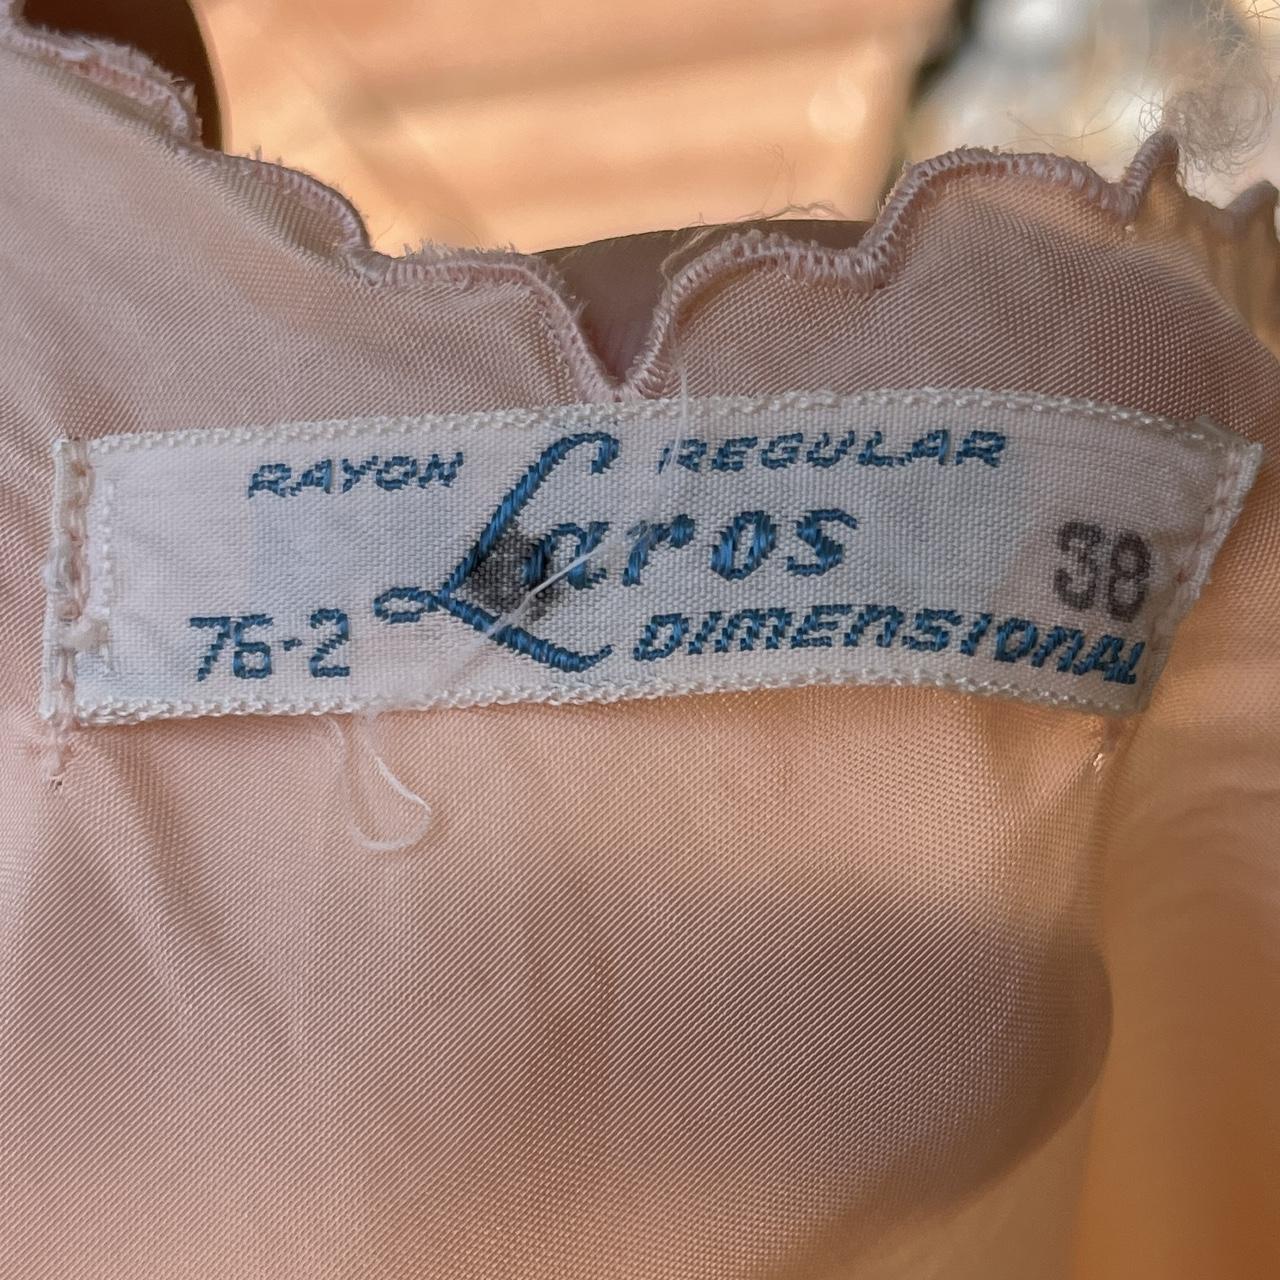 RAYON REGULAR
Laros
38
76-2 DIMENSIONAL